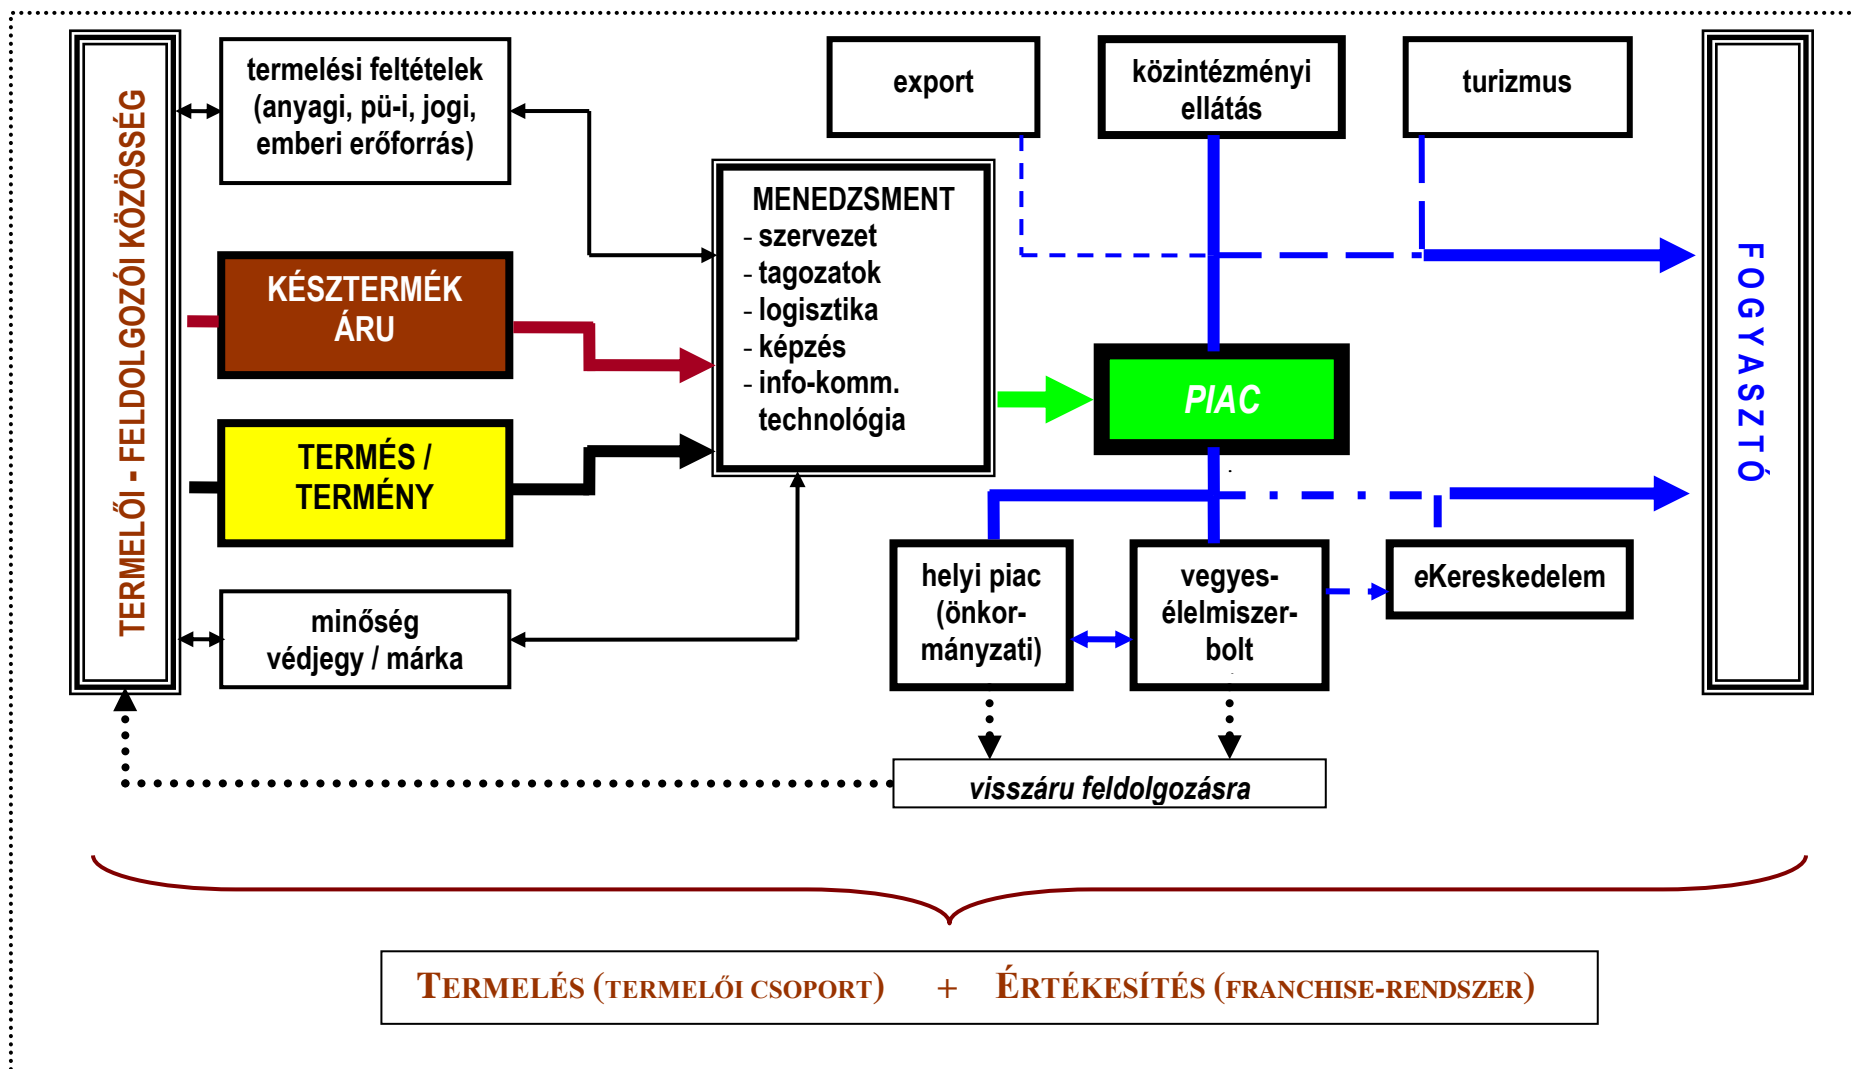 TERMELŐI - FELDOLGOZÓI KÖZÖSSÉG
termelési feltételek
(anyagi, pü-i, jogi,
emberi erőforrás)
KÉSZTERMÉK
ÁRU
TERMÉS /
TERMÉNY
minőség
védjegy / márka
MENEDZSMENT
- szervezet
- tagozatok
- logisztika
- képzés
- info-komm.
technológia
export
közintézményi
ellátás
turizmus
PIAC
helyi piac
(önkor-
mányzati)
vegyes-
élelmiszer-
bolt
eKereskedelem
visszáru feldolgozásra
FOGYASZTÓ
TERMELÉS (TERMELŐI CSOPORT) + ÉRTÉKESÍTÉS (FRANCHISE-RENDSZER)